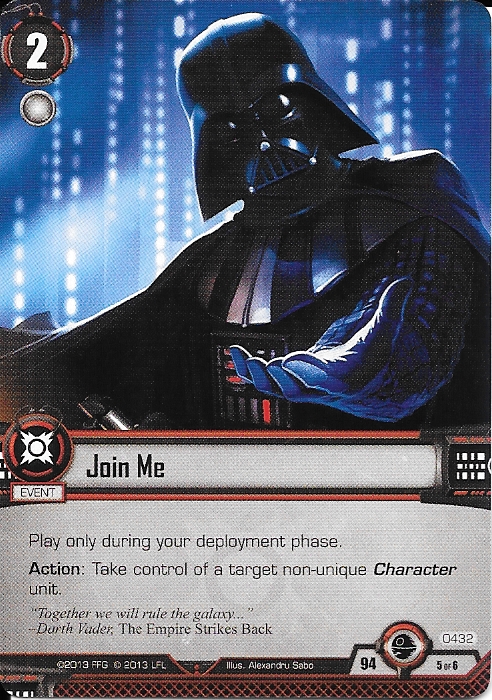 2
Join Me
EVENT
Play only during your deployment phase.
Action: Take control of a target non-unique Character
unit.
"Together we will rule the galaxy..."
–Darth Vader, The Empire Strikes Back
0432
©2013 FFG © 2013 LFL Illus. Alexandru Sabo 94 5 of 6